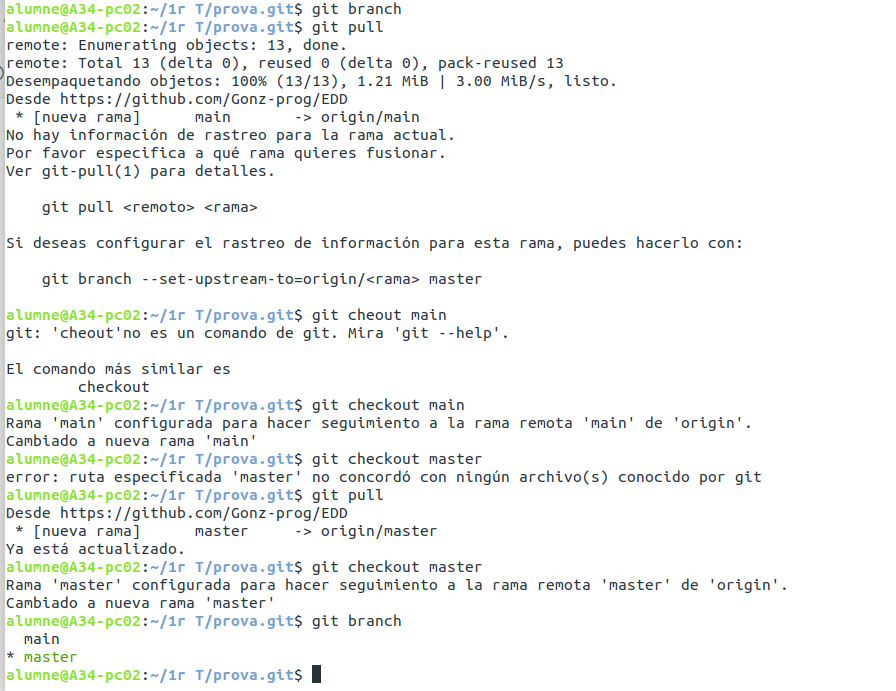 alumne@A34-pc02:~/1r T/prova.git$ git branch
alumne@A34-pc02:~/1r T/prova.git$ git pull
remote: Enumerating objects: 13, done.
remote: Total 13 (delta 0), reused 0 (delta 0), pack-reused 13
Desempaquetando objetos: 100% (13/13), 1.21 MiB | 3.00 MiB/s, listo.
Desde https://github.com/Gonz-prog/EDD
 * [nueva rama]      main       -> origin/main
No hay información de rastreo para la rama actual.
Por favor especifica a qué rama quieres fusionar.
Ver git-pull(1) para detalles.

    git pull <remoto> <rama>

Si deseas configurar el rastreo de información para esta rama, puedes hacerlo con:

    git branch --set-upstream-to=origin/<rama> master

alumne@A34-pc02:~/1r T/prova.git$ git cheout main
git: 'cheout'no es un comando de git. Mira 'git --help'.

El comando más similar es
        checkout
alumne@A34-pc02:~/1r T/prova.git$ git checkout main
Rama 'main' configurada para hacer seguimiento a la rama remota 'main' de 'origin'.
Cambiado a nueva rama 'main'
alumne@A34-pc02:~/1r T/prova.git$ git checkout master
error: ruta especificada 'master' no concordó con ningún archivo(s) conocido por git
alumne@A34-pc02:~/1r T/prova.git$ git pull
Desde https://github.com/Gonz-prog/EDD
 * [nueva rama]      master     -> origin/master
Ya está actualizado.
alumne@A34-pc02:~/1r T/prova.git$ git checkout master
Rama 'master' configurada para hacer seguimiento a la rama remota 'master' de 'origin'.
Cambiado a nueva rama 'master'
alumne@A34-pc02:~/1r T/prova.git$ git branch
  main
* master
alumne@A34-pc02:~/1r T/prova.git$